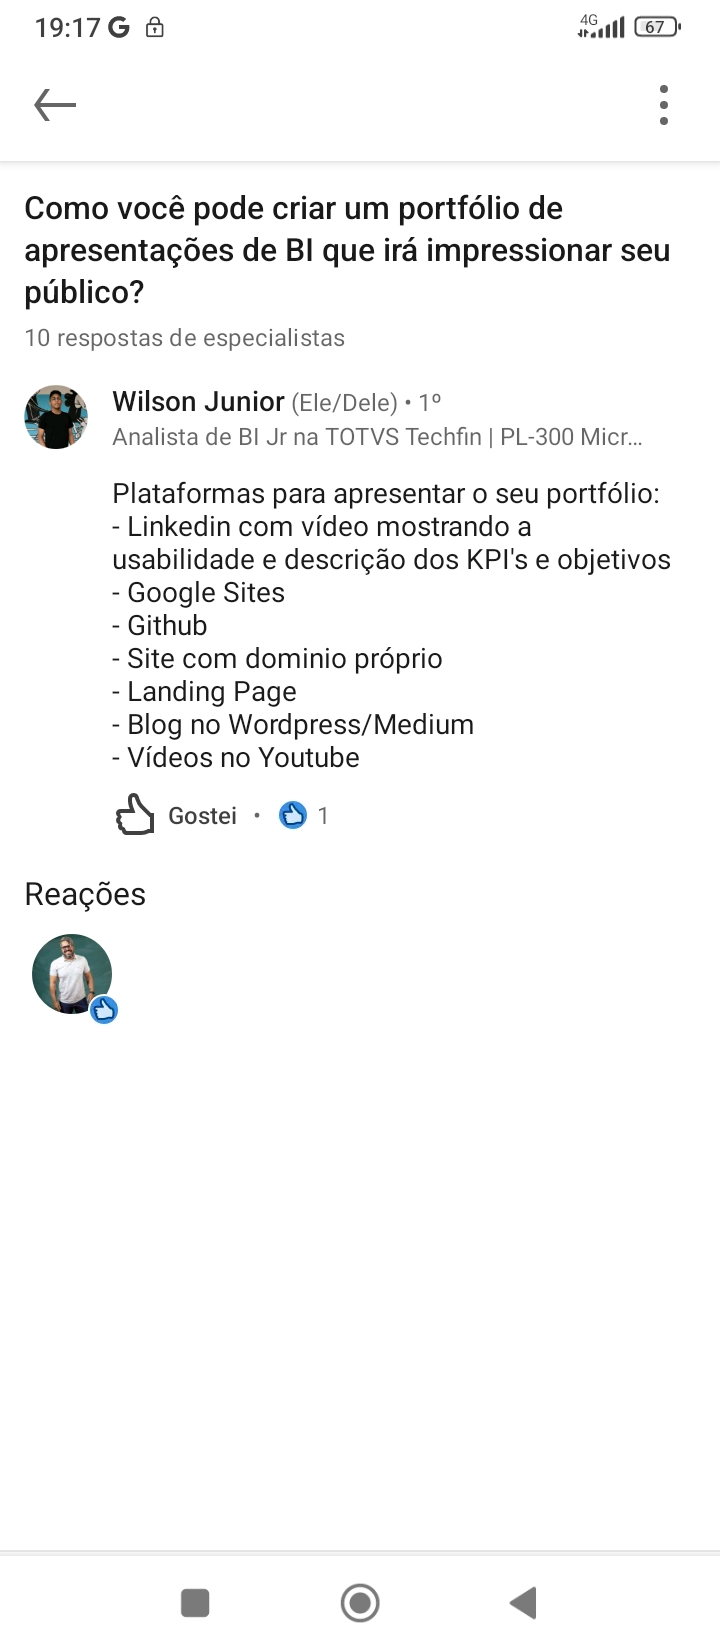 19:17 G
4G
67
Como você pode criar um portfólio de
apresentações de BI que irá impressionar seu
público?
10 respostas de especialistas
Wilson Junior (Ele/Dele) • 1º
Analista de BI Jr na TOTVS Techfin | PL-300 Micr...
Plataformas para apresentar o seu portfólio:
- Linkedin com vídeo mostrando a
usabilidade e descrição dos KPI's e objetivos
- Google Sites
- Github
- Site com dominio próprio
- Landing Page
- Blog no Wordpress/Medium
- Vídeos no Youtube
Gostei • 1
Reações